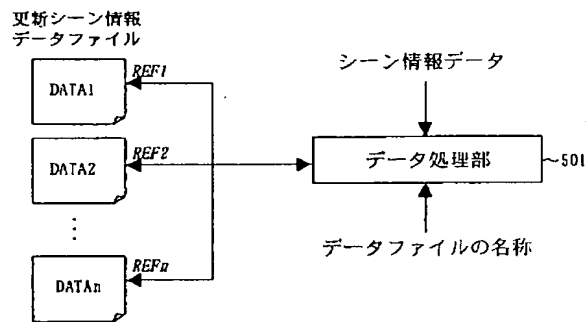 更新シーン情報
データファイル
DATA1
REF1
シーン情報データ
DATA2
REF2
データ処理部
~501
⋮
データファイルの名称
DATAn
REFn